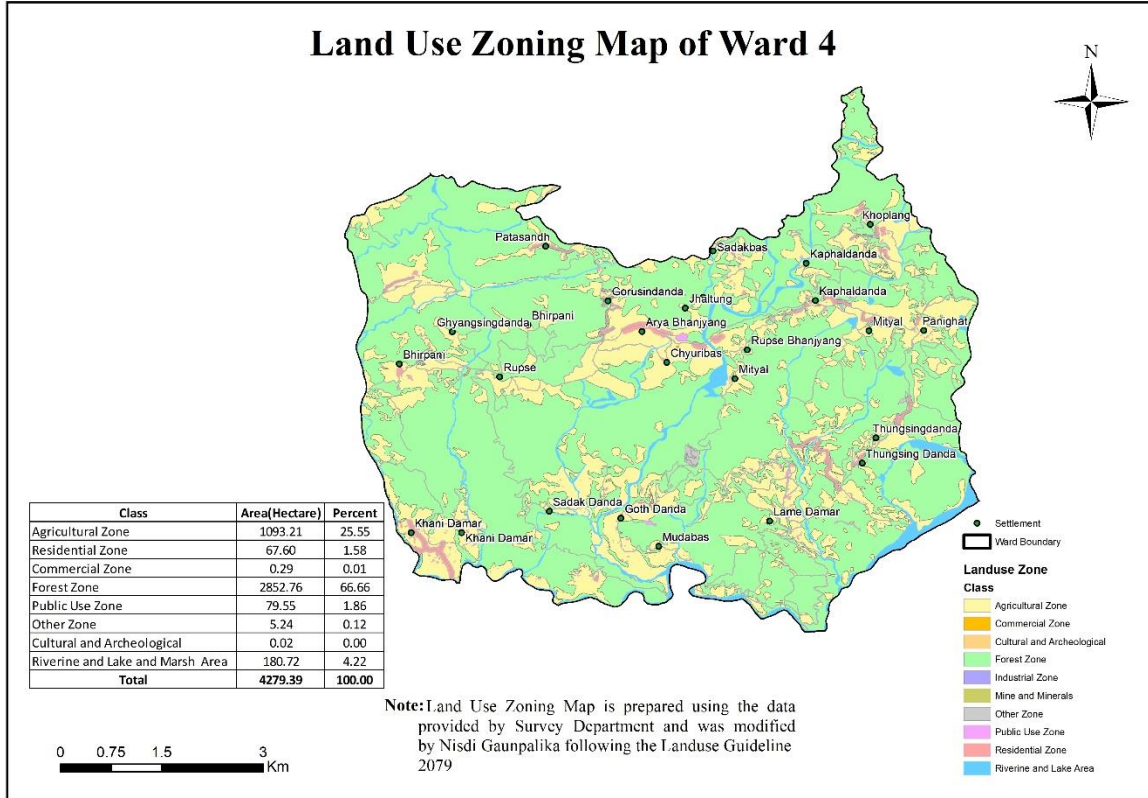 Land Use Zoning Map of Ward 4
N
Khoplang
Patasandh
Sadakbas
Kaphaldanda
Gorusindanda
Kaphaldanda
Jhaltung
Bhirpani
Ghyangsingdanda
Arya Bhanjyang
Mityal
Panighat
Rupse Bhanjyang
Chyuribas
Bhirpani
Rupse
Mityal
Thungsingdanda
Thungsing Danda
Sadak Danda
Goth Danda
Lame Damar
Khani Damar
Khani Damar
Mudabas
Class Area(Hectare) Percent
Agricultural Zone 1093.21 25.55
Residential Zone 67.60 1.58
Commercial Zone 0.29 0.01
Forest Zone 2852.76 66.66
Public Use Zone 79.55 1.86
Other Zone 5.24 0.12
Cultural and Archeological 0.02 0.00
Riverine and Lake and Marsh Area 180.72 4.22
Total 4279.39 100.00
Settlement
Ward Boundary
Landuse Zone
Class
Agricultural Zone
Commercial Zone
Cultural and Archeological
Forest Zone
Industrial Zone
Mine and Minerals
Other Zone
Public Use Zone
Residential Zone
Riverine and Lake Area
Note: Land Use Zoning Map is prepared using the data
provided by Survey Department and was modified
by Nisdi Gaunpalika following the Landuse Guideline
2079
0 0.75 1.5 3
Km